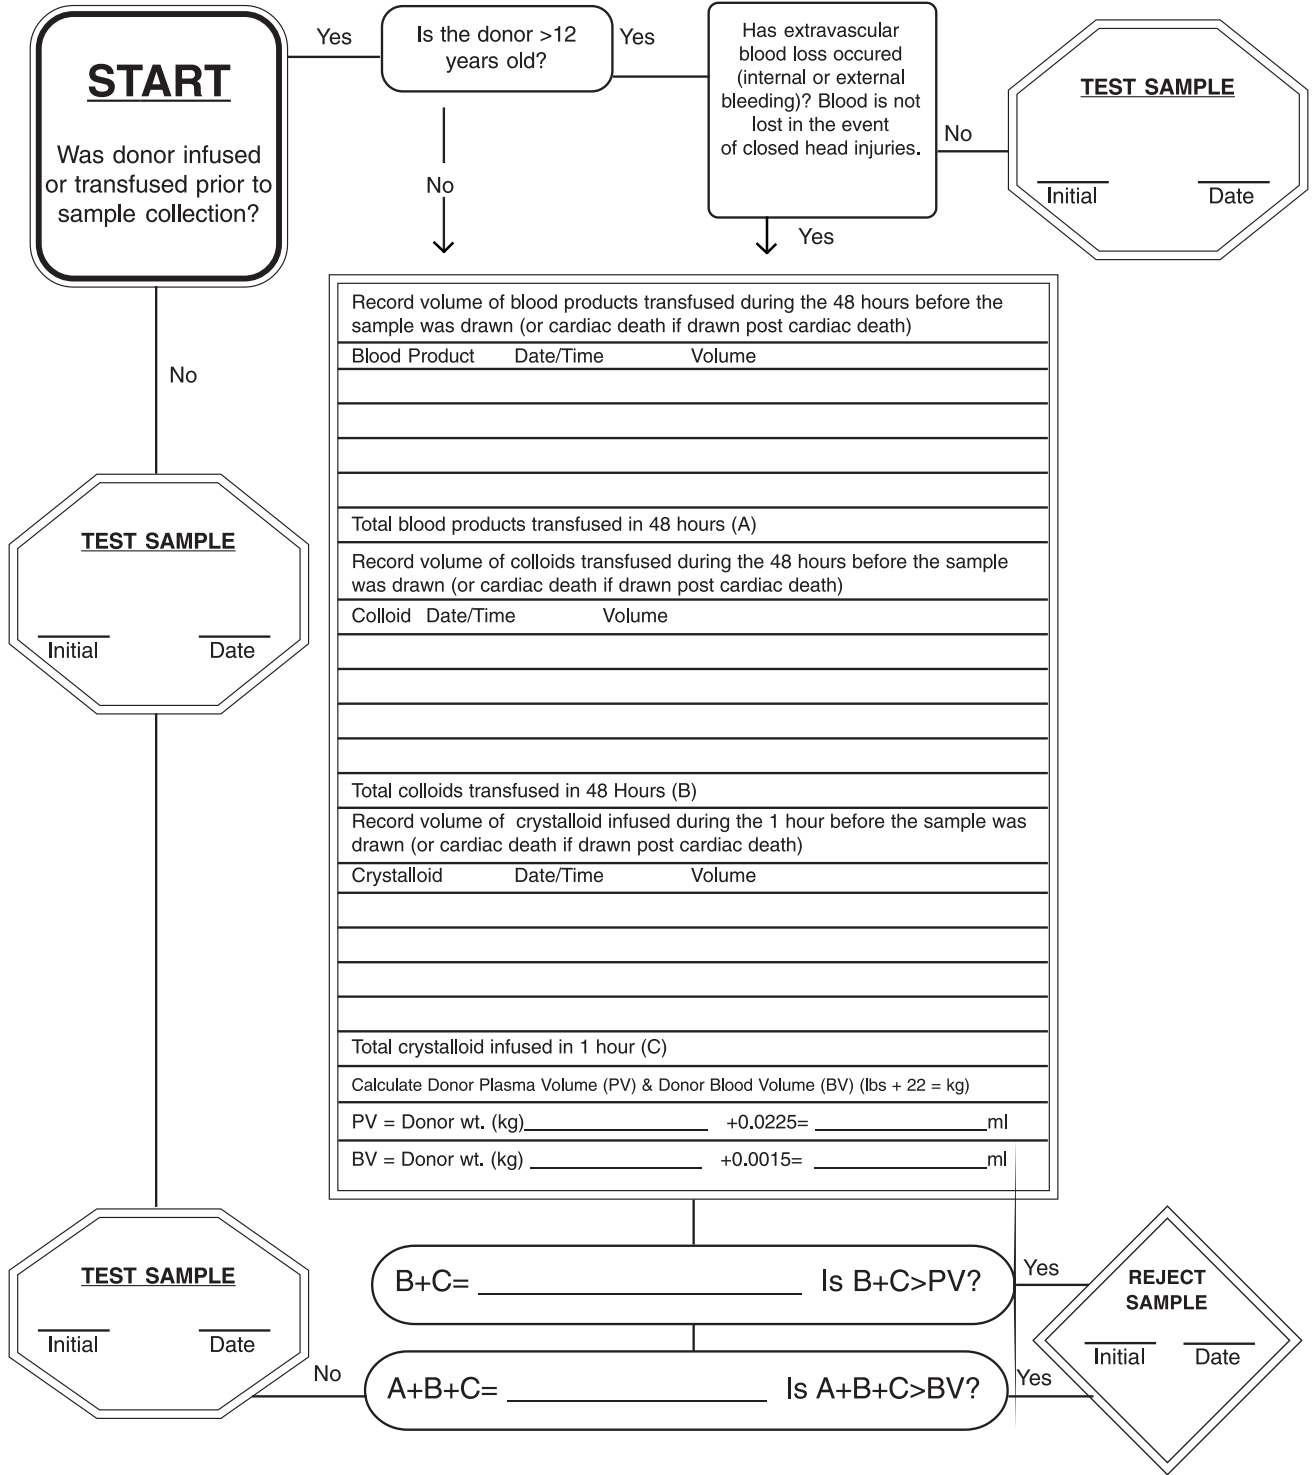 START
Was donor infused
or transfused prior to
sample collection?
Yes
Is the donor >12
years old?
Yes
Has extravascular
blood loss occured
(internal or external
bleeding)? Blood is not
lost in the event
of closed head injuries.
No
TEST SAMPLE
Initial Date
No
Yes
No
Record volume of blood products transfused during the 48 hours before the
sample was drawn (or cardiac death if drawn post cardiac death)
Blood Product Date/Time Volume
Total blood products transfused in 48 hours (A)
Record volume of colloids transfused during the 48 hours before the sample
was drawn (or cardiac death if drawn post cardiac death)
Colloid Date/Time Volume
Total colloids transfused in 48 Hours (B)
Record volume of crystalloid infused during the 1 hour before the sample was
drawn (or cardiac death if drawn post cardiac death)
Crystalloid Date/Time Volume
Total crystalloid infused in 1 hour (C)
Calculate Donor Plasma Volume (PV) & Donor Blood Volume (BV) (lbs + 22 = kg)
PV = Donor wt. (kg) +0.0225= ml
BV = Donor wt. (kg) +0.0015= ml
TEST SAMPLE
Initial Date
B+C= Is B+C>PV?
Yes
REJECT
SAMPLE
Initial Date
TEST SAMPLE
Initial Date
No
A+B+C= Is A+B+C>BV?
Yes